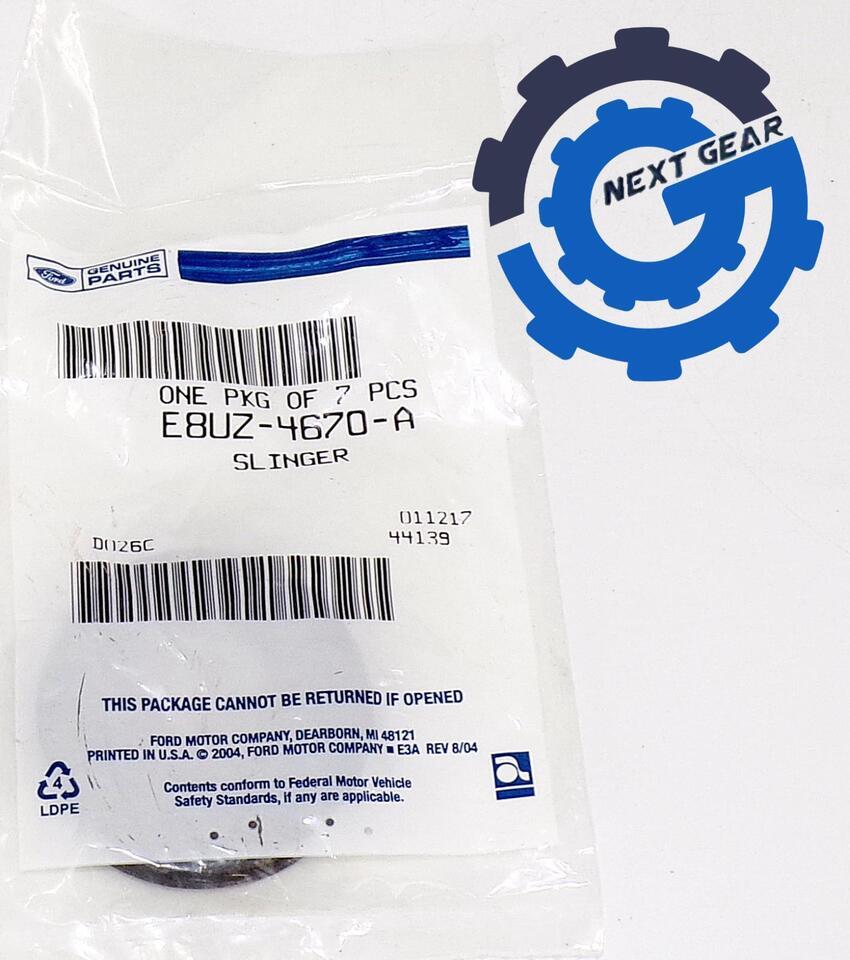 NEXT GEAR
Ford GENUINE
PARTS
ONE PKG OF 7 PCS
E8UZ-4670-A
SLINGER
011217
D026C 44139
THIS PACKAGE CANNOT BE RETURNED IF OPENED
FORD MOTOR COMPANY, DEARBORN, MI 48121
PRINTED IN U.S.A. © 2004, FORD MOTOR COMPANY ■ E3A REV 8/04
Contents conform to Federal Motor Vehicle
Safety Standards, if any are applicable.
4
LDPE